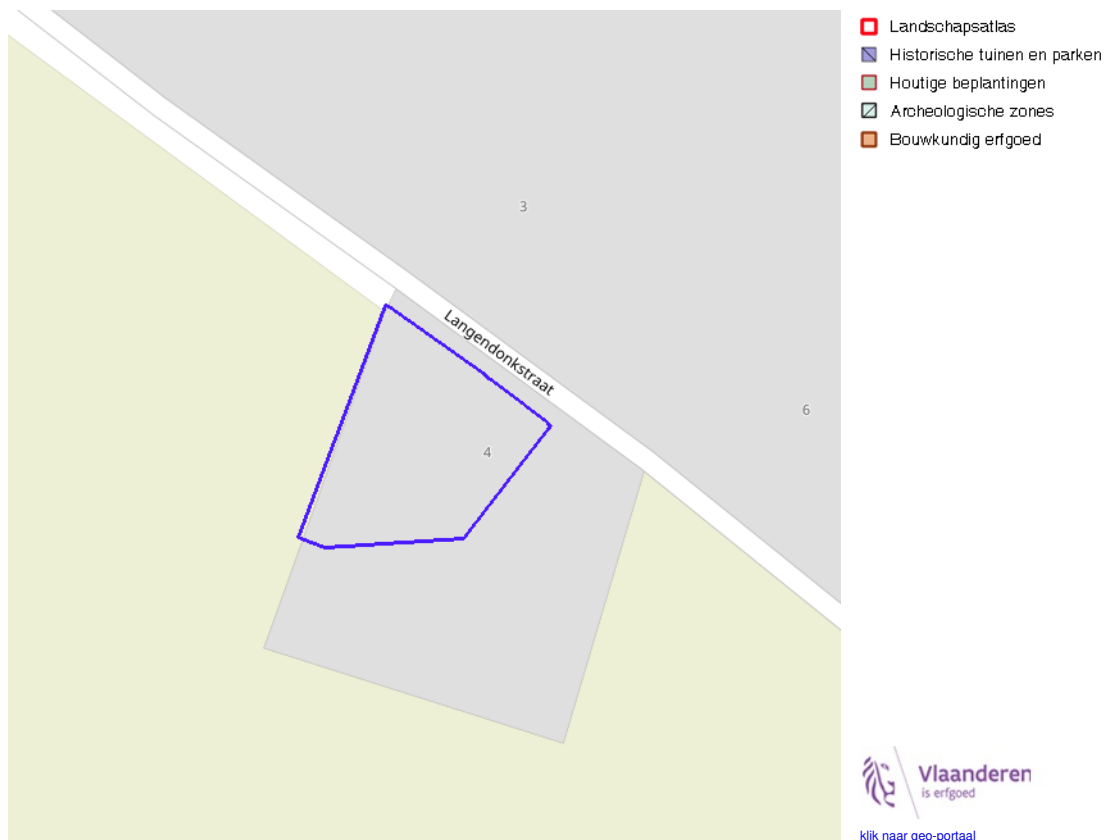 Landschapsatlas
Historische tuinen en parken
Houtige beplantingen
Archeologische zones
Bouwkundig erfgoed
3
Langendonkstraat
6
4
Vlaanderen
is erfgoed
klik naar geo-portaal